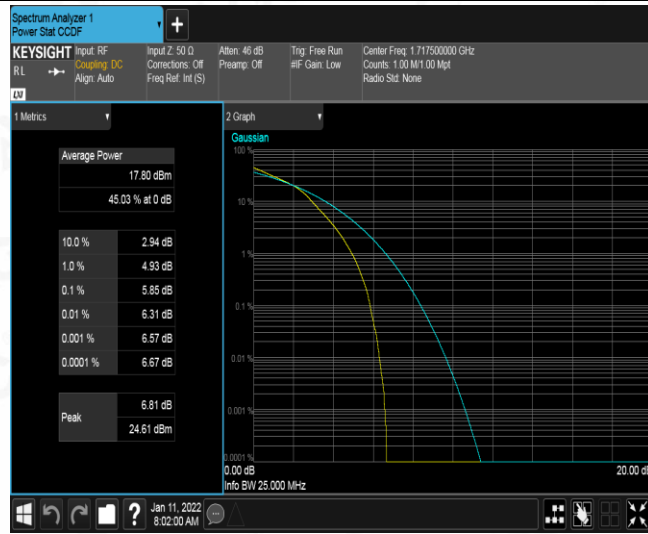 Spectrum Analyzer 1
Power Stat CCDF
KEYSIGHT
RL
LXI
Input: RF
Coupling: DC
Align: Auto
Input Z: 50 Ω
Corrections: Off
Freq Ref: Int (S)
Atten: 46 dB
Preamp: Off
Trig: Free Run
#IF Gain: Low
Center Freq: 1.717500000 GHz
Counts: 1.00 M/1.00 Mpt
Radio Std: None
1 Metrics
Average Power
17.80 dBm
45.03 % at 0 dB
10.0 % 2.94 dB
1.0 % 4.93 dB
0.1 % 5.85 dB
0.01 % 6.31 dB
0.001 % 6.57 dB
0.0001 % 6.67 dB
Peak
6.81 dB
24.61 dBm
2 Graph
Gaussian
100 %
10 %
1 %
0.1 %
0.01 %
0.001 %
0.0001 %
0.00 dB
20.00 dB
Info BW 25.000 MHz
?
Jan 11, 2022
8:02:00 AM